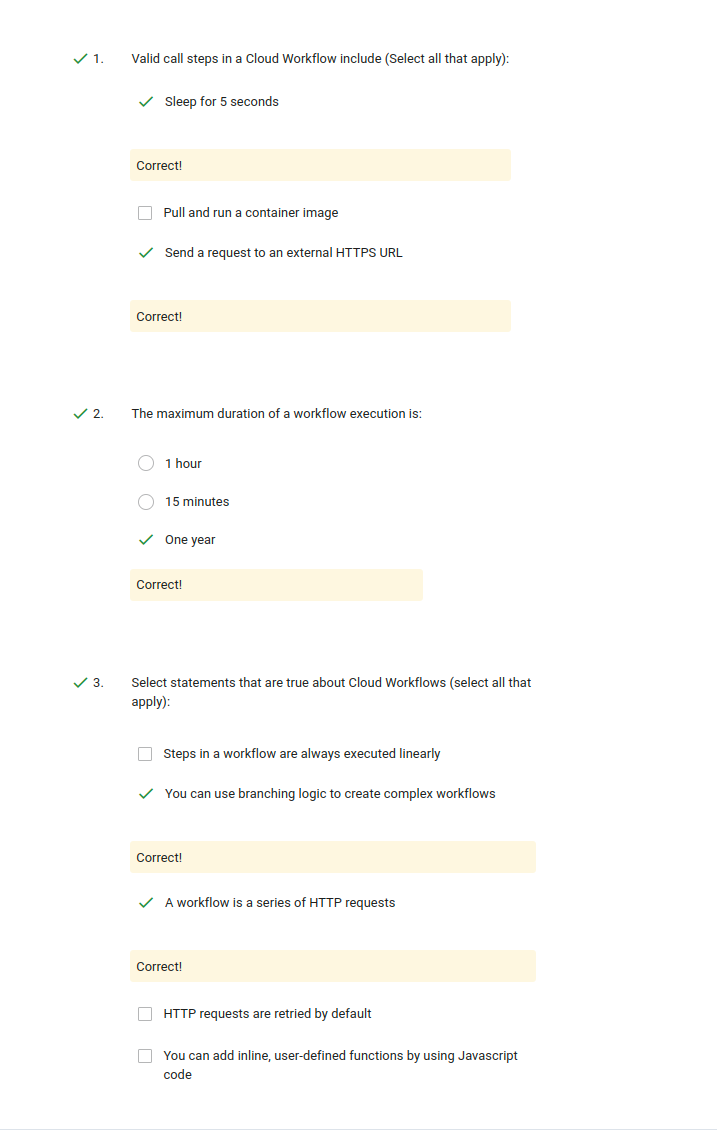 1. Valid call steps in a Cloud Workflow include (Select all that apply):
Sleep for 5 seconds
Correct!
Pull and run a container image
Send a request to an external HTTPS URL
Correct!
2. The maximum duration of a workflow execution is:
1 hour
15 minutes
One year
Correct!
3. Select statements that are true about Cloud Workflows (select all that
apply):
Steps in a workflow are always executed linearly
You can use branching logic to create complex workflows
Correct!
A workflow is a series of HTTP requests
Correct!
HTTP requests are retried by default
You can add inline, user-defined functions by using Javascript
code